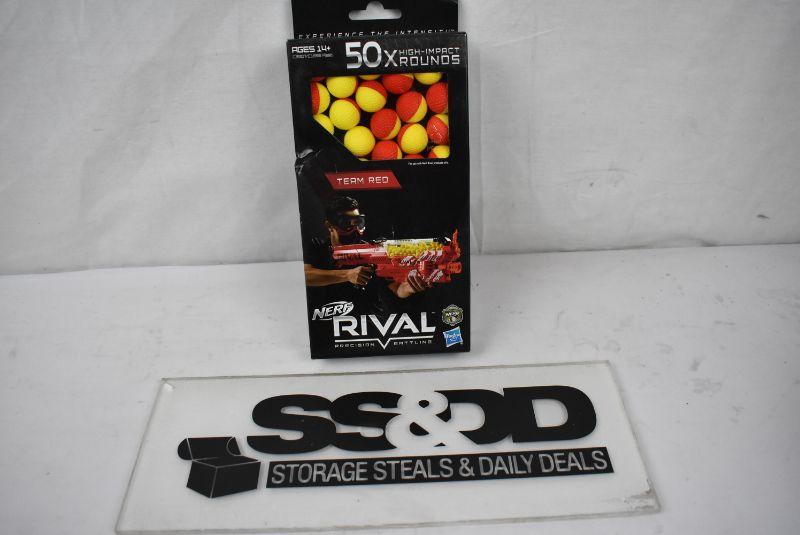 EXPERIENCE THE INTENSITY
AGES 14+
50X HIGH-IMPACT ROUNDS
TEAM RED
RIVAL
NERF
RIVAL
PRECISION BATTLING
Hasbro
SS&DD
STORAGE STEALS & DAILY DEALS